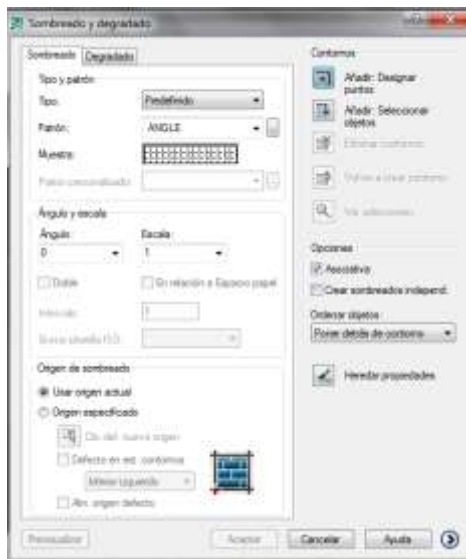 Sombreado y degradado
Sombreado Degradado
Tipo y patrón
Tipo: Predefinido
Patrón: ANGLE
Muestra:
Patrón personalizado:
Ángulo y escala
Ángulo: Escala:
0 1
Doble En relación a Espacio papel
Intervalo: 1
Grosor plumilla ISO:
Origen de sombreado
Usar origen actual
Origen especificado
Clic def. nuevo origen
Defecto en ext. contornos
Inferior izquierdo
Alm. origen defecto
Previsualizar
Contornos
Añadir: Designar
puntos
Añadir: Seleccionar
objetos
Eliminar contornos
Volver a crear contorno
Ver selecciones
Opciones
Asociativa
Crear sombreados independ.
Ordenar objetos:
Poner detrás de contorno
Heredar propiedades
Aceptar Cancelar Ayuda